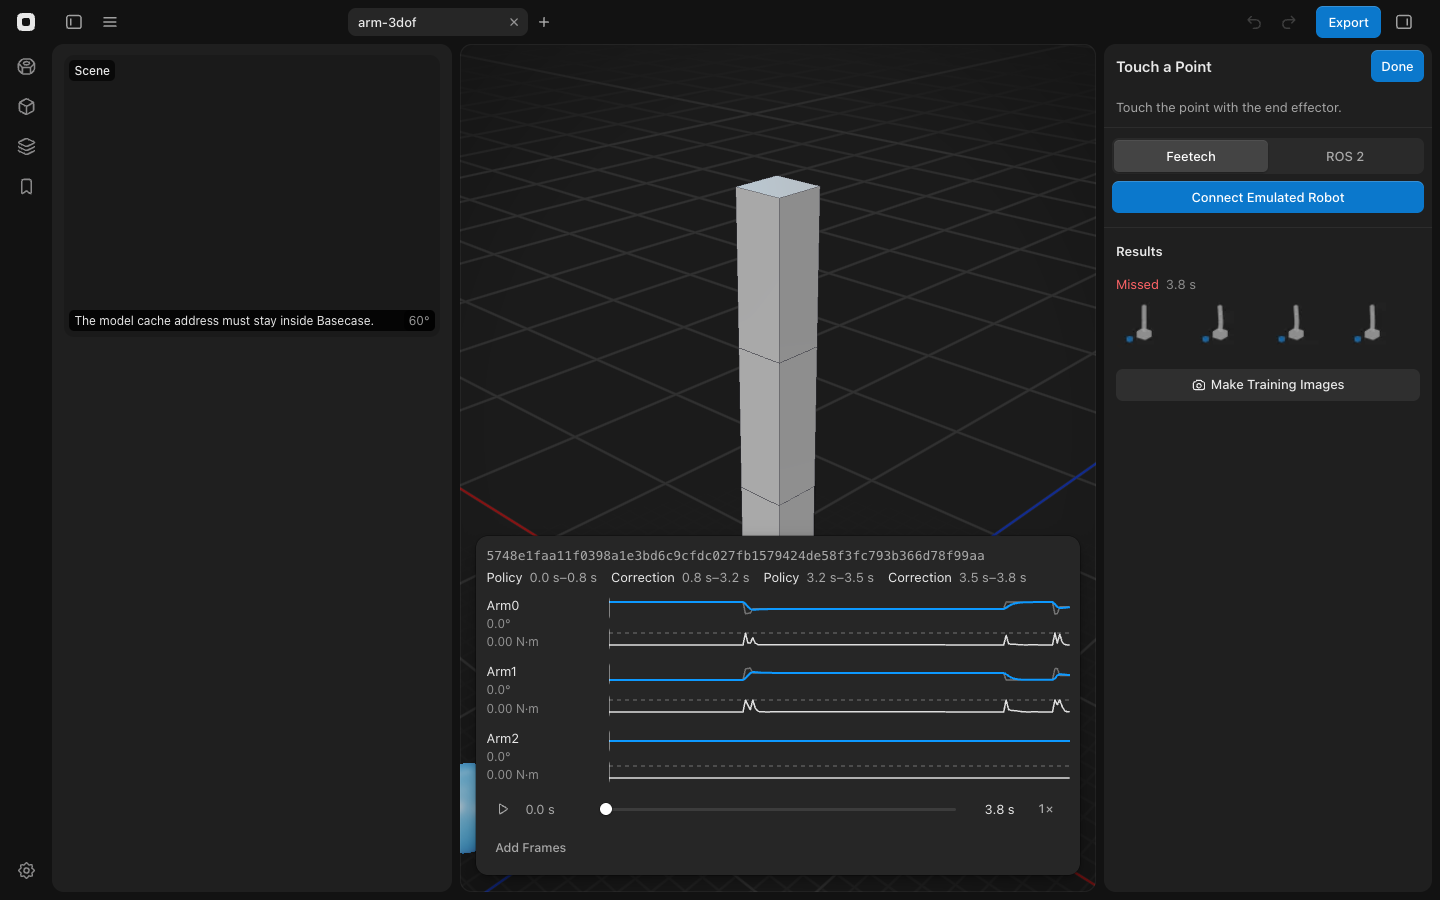 arm-3dof
Export
Scene
The model cache address must stay inside Basecase. 60°
Touch a Point
Done
Touch the point with the end effector.
Feetech ROS 2
Connect Emulated Robot
Results
Missed 3.8 s
Make Training Images
5748e1faa11f0398a1e3bd6c9cfdc027fb1579424de58f3fc793b366d78f99aa
Policy 0.0 s–0.8 s Correction 0.8 s–3.2 s Policy 3.2 s–3.5 s Correction 3.5 s–3.8 s
Arm0
0.0°
0.00 N·m
Arm1
0.0°
0.00 N·m
Arm2
0.0°
0.00 N·m
0.0 s 3.8 s 1×
Add Frames